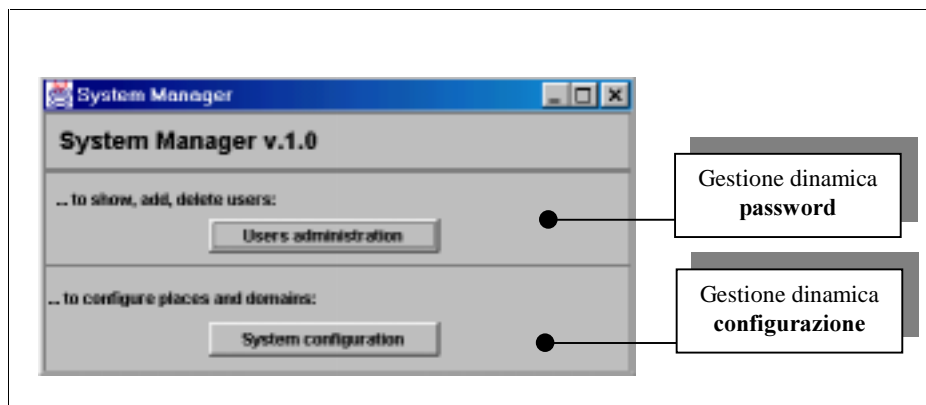 System Manager
System Manager v.1.0
... to show, add, delete users:
Users administration
Gestione dinamica
password
... to configure places and domains:
System configuration
Gestione dinamica
configurazione